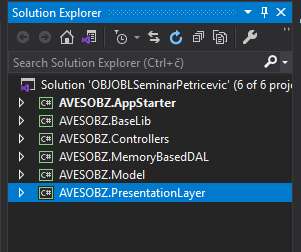 Solution Explorer
Search Solution Explorer (Ctrl+č)
Solution 'OBJOBLSeminarPetricevic' (6 of 6 proje
C# AVESOBZ.AppStarter
C# AVESOBZ.BaseLib
C# AVESOBZ.Controllers
C# AVESOBZ.MemoryBasedDAL
C# AVESOBZ.Model
C# AVESOBZ.PresentationLayer